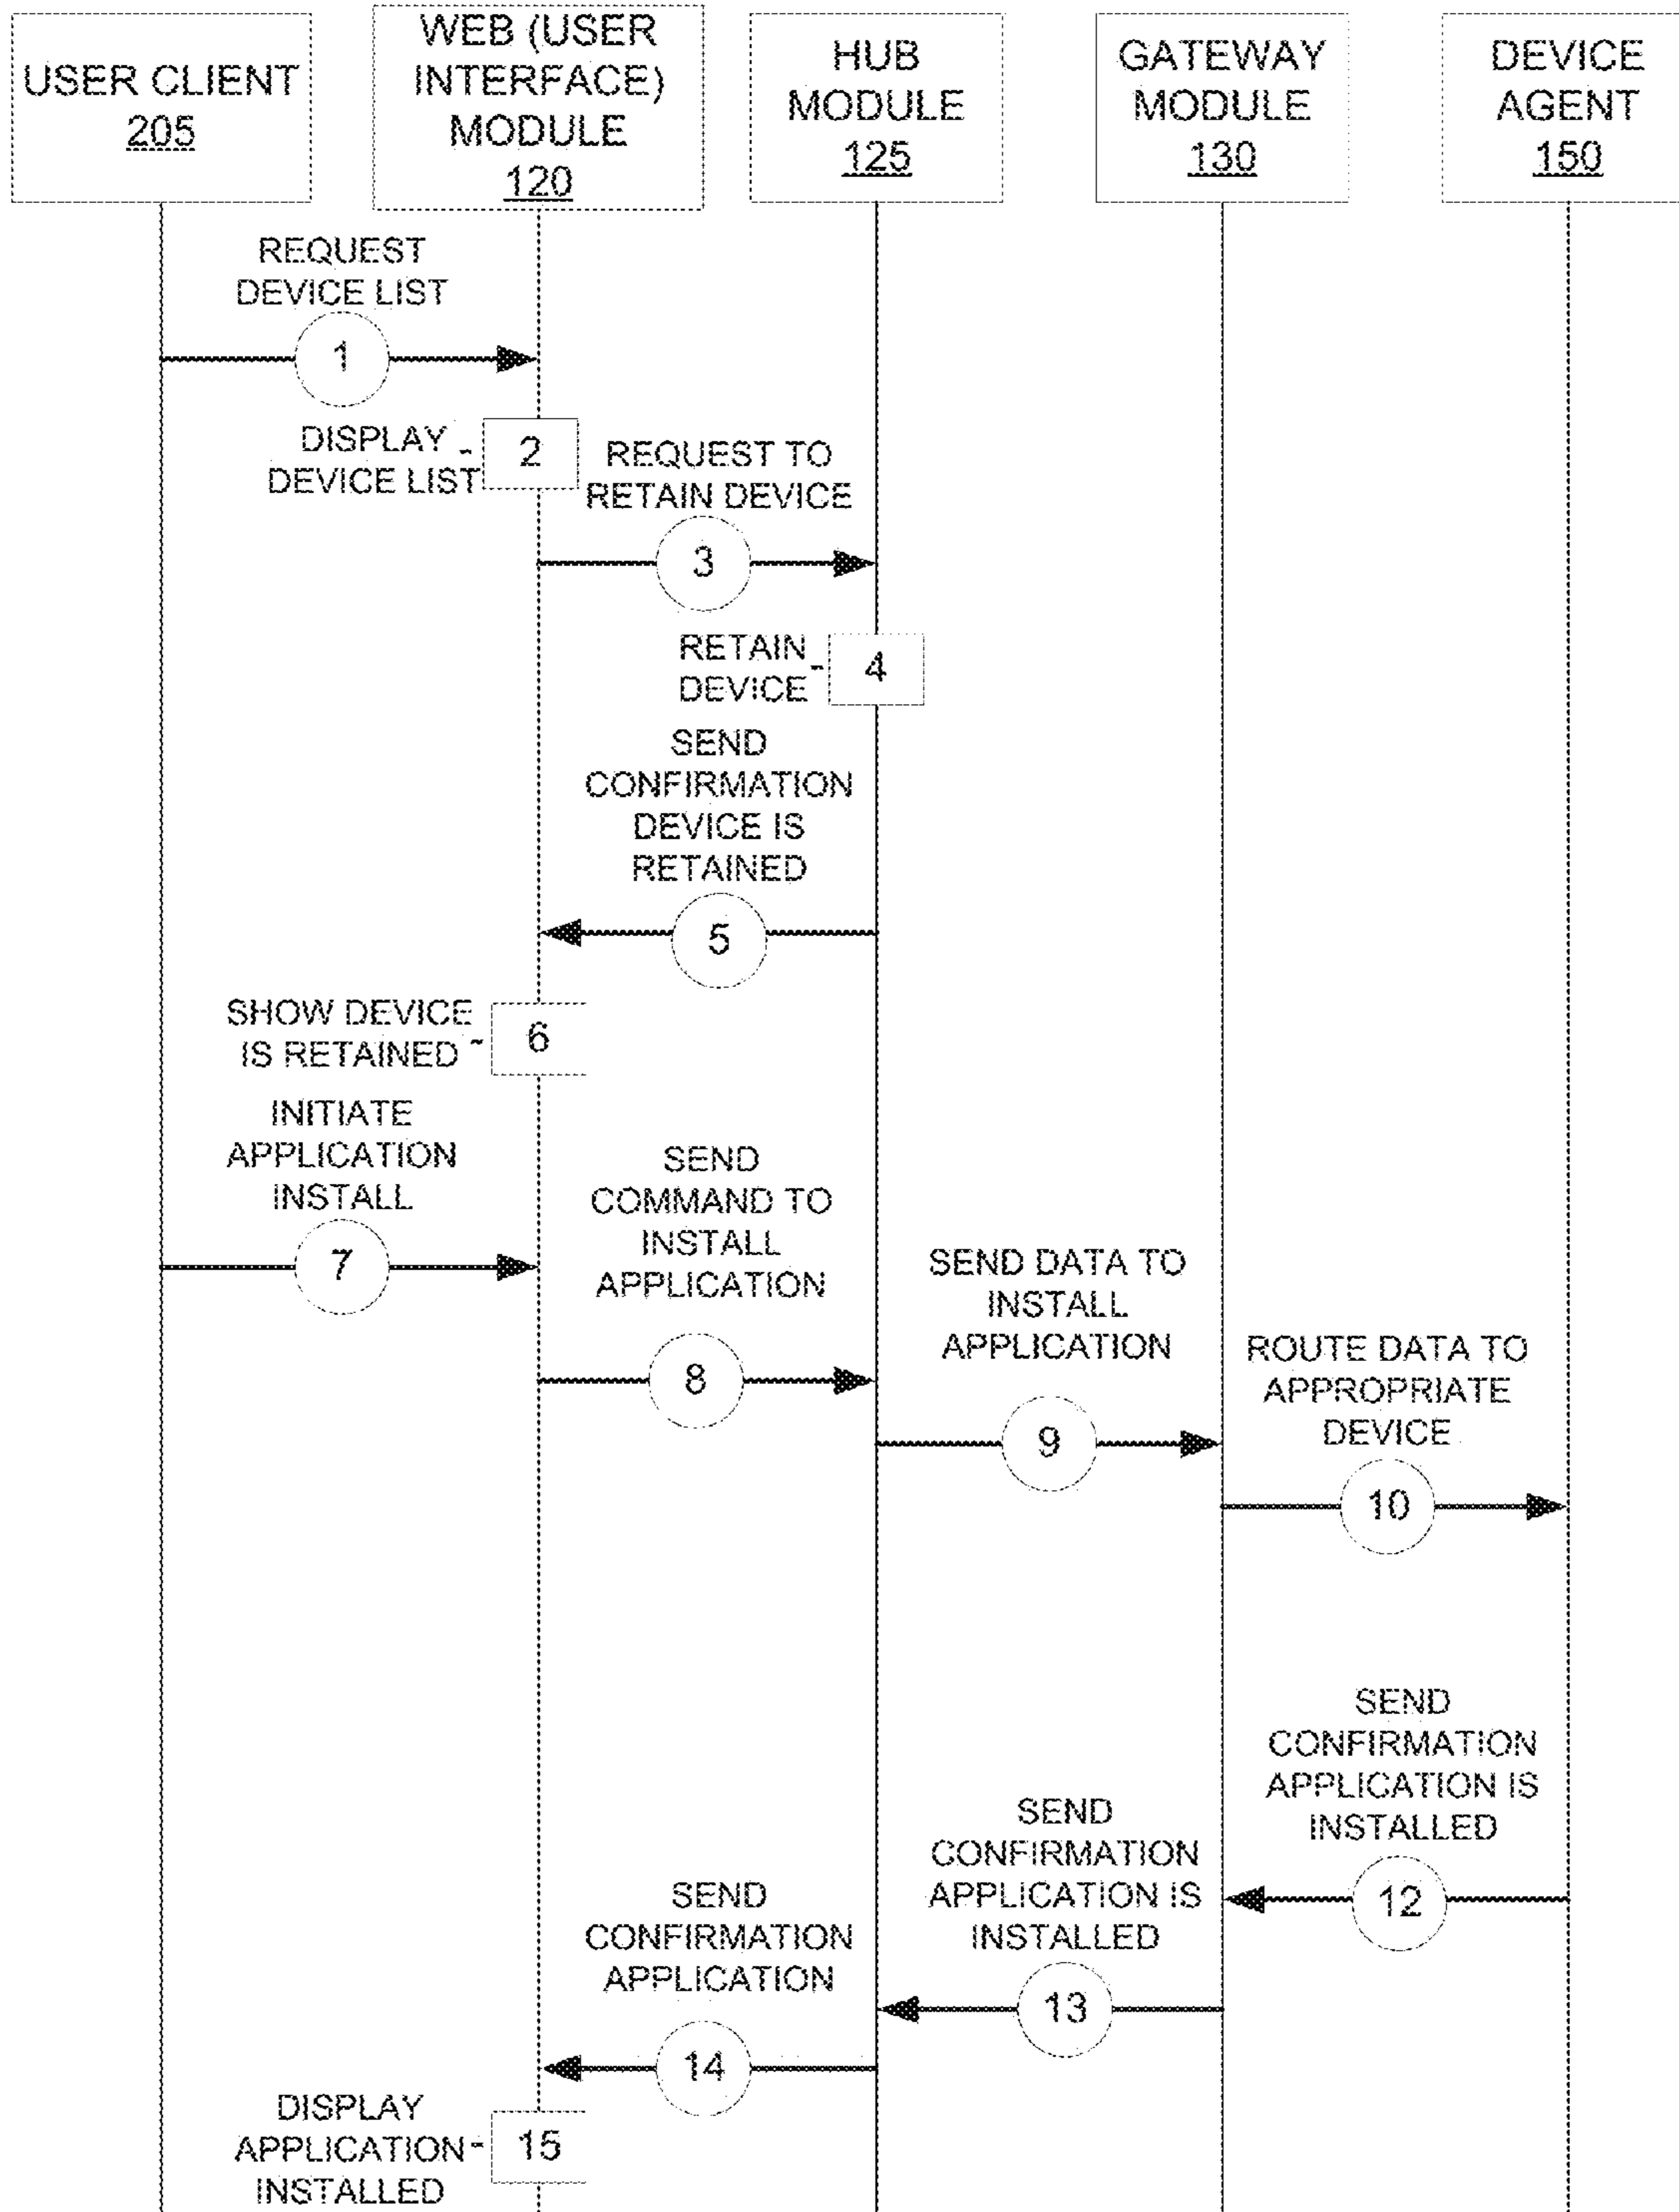 USER CLIENT
205
WEB (USER
INTERFACE)
MODULE
120
HUB
MODULE
125
GATEWAY
MODULE
130
DEVICE
AGENT
150
REQUEST
DEVICE LIST
1
DISPLAY
DEVICE LIST
2
REQUEST TO
RETAIN DEVICE
3
RETAIN
DEVICE
4
SEND
CONFIRMATION
DEVICE IS
RETAINED
5
SHOW DEVICE
IS RETAINED
6
INITIATE
APPLICATION
INSTALL
7
SEND
COMMAND TO
INSTALL
APPLICATION
8
SEND DATA TO
INSTALL
APPLICATION
9
ROUTE DATA TO
APPROPRIATE
DEVICE
10
SEND
CONFIRMATION
APPLICATION IS
INSTALLED
12
SEND
CONFIRMATION
APPLICATION IS
INSTALLED
13
SEND
CONFIRMATION
APPLICATION
14
DISPLAY
APPLICATION
INSTALLED
15